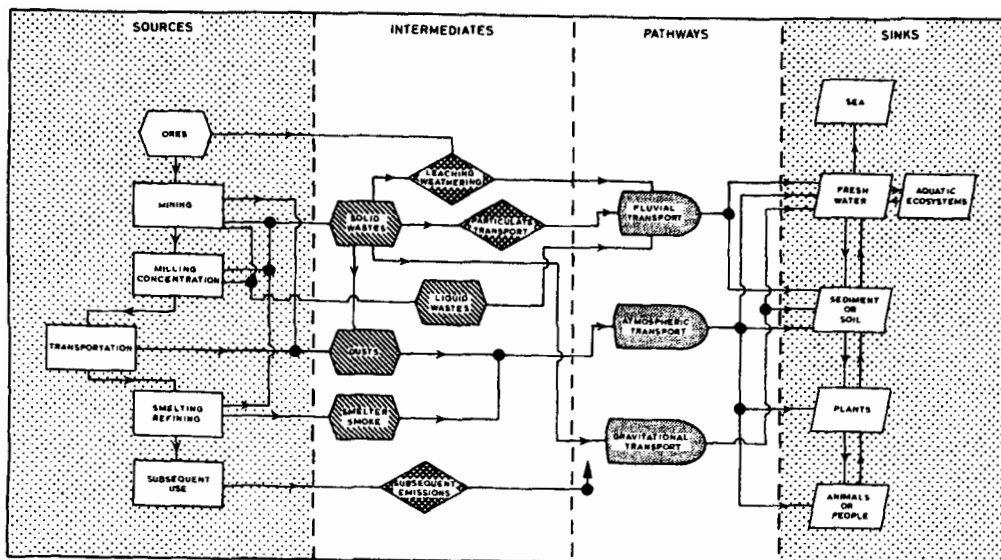 SOURCES
INTERMEDIATES
PATHWAYS
SINKS
ORES
MINING
MILLING
CONCENTRATION
TRANSPORTATION
SMELTING
REFINING
SUBSEQUENT
USE
LEACHING
WEATHERING
SOLID
WASTES
PARTICULATE
TRANSPORT
LIQUID
WASTES
DUSTS
SMELTER
SMOKE
SUBSEQUENT
EMISSIONS
FLUVIAL
TRANSPORT
ATMOSPHERIC
TRANSPORT
GRAVITATIONAL
TRANSPORT
SEA
FRESH
WATER
AQUATIC
ECOSYSTEMS
SEDIMENT
OR
SOIL
PLANTS
ANIMALS
OR
PEOPLE